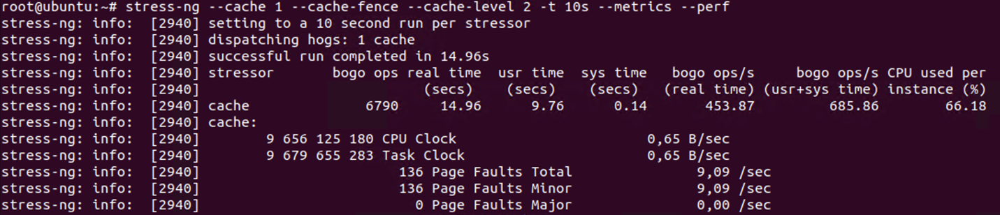 root@ubuntu:~# stress-ng --cache 1 --cache-fence --cache-level 2 -t 10s --metrics --perf
stress-ng: info:  [2940] setting to a 10 second run per stressor
stress-ng: info:  [2940] dispatching hogs: 1 cache
stress-ng: info:  [2940] successful run completed in 14.96s
stress-ng: info:  [2940] stressor       bogo ops real time  usr time  sys time   bogo ops/s     bogo ops/s CPU used per
stress-ng: info:  [2940]                           (secs)    (secs)    (secs)   (real time) (usr+sys time) instance (%)
stress-ng: info:  [2940] cache              6790     14.96      9.76      0.14       453.87         685.86        66.18
stress-ng: info:  [2940] cache:
stress-ng: info:  [2940]        9 656 125 180 CPU Clock                       0,65 B/sec
stress-ng: info:  [2940]        9 679 655 283 Task Clock                      0,65 B/sec
stress-ng: info:  [2940]                        136 Page Faults Total               9,09 /sec
stress-ng: info:  [2940]                        136 Page Faults Minor               9,09 /sec
stress-ng: info:  [2940]                          0 Page Faults Major               0,00 /sec